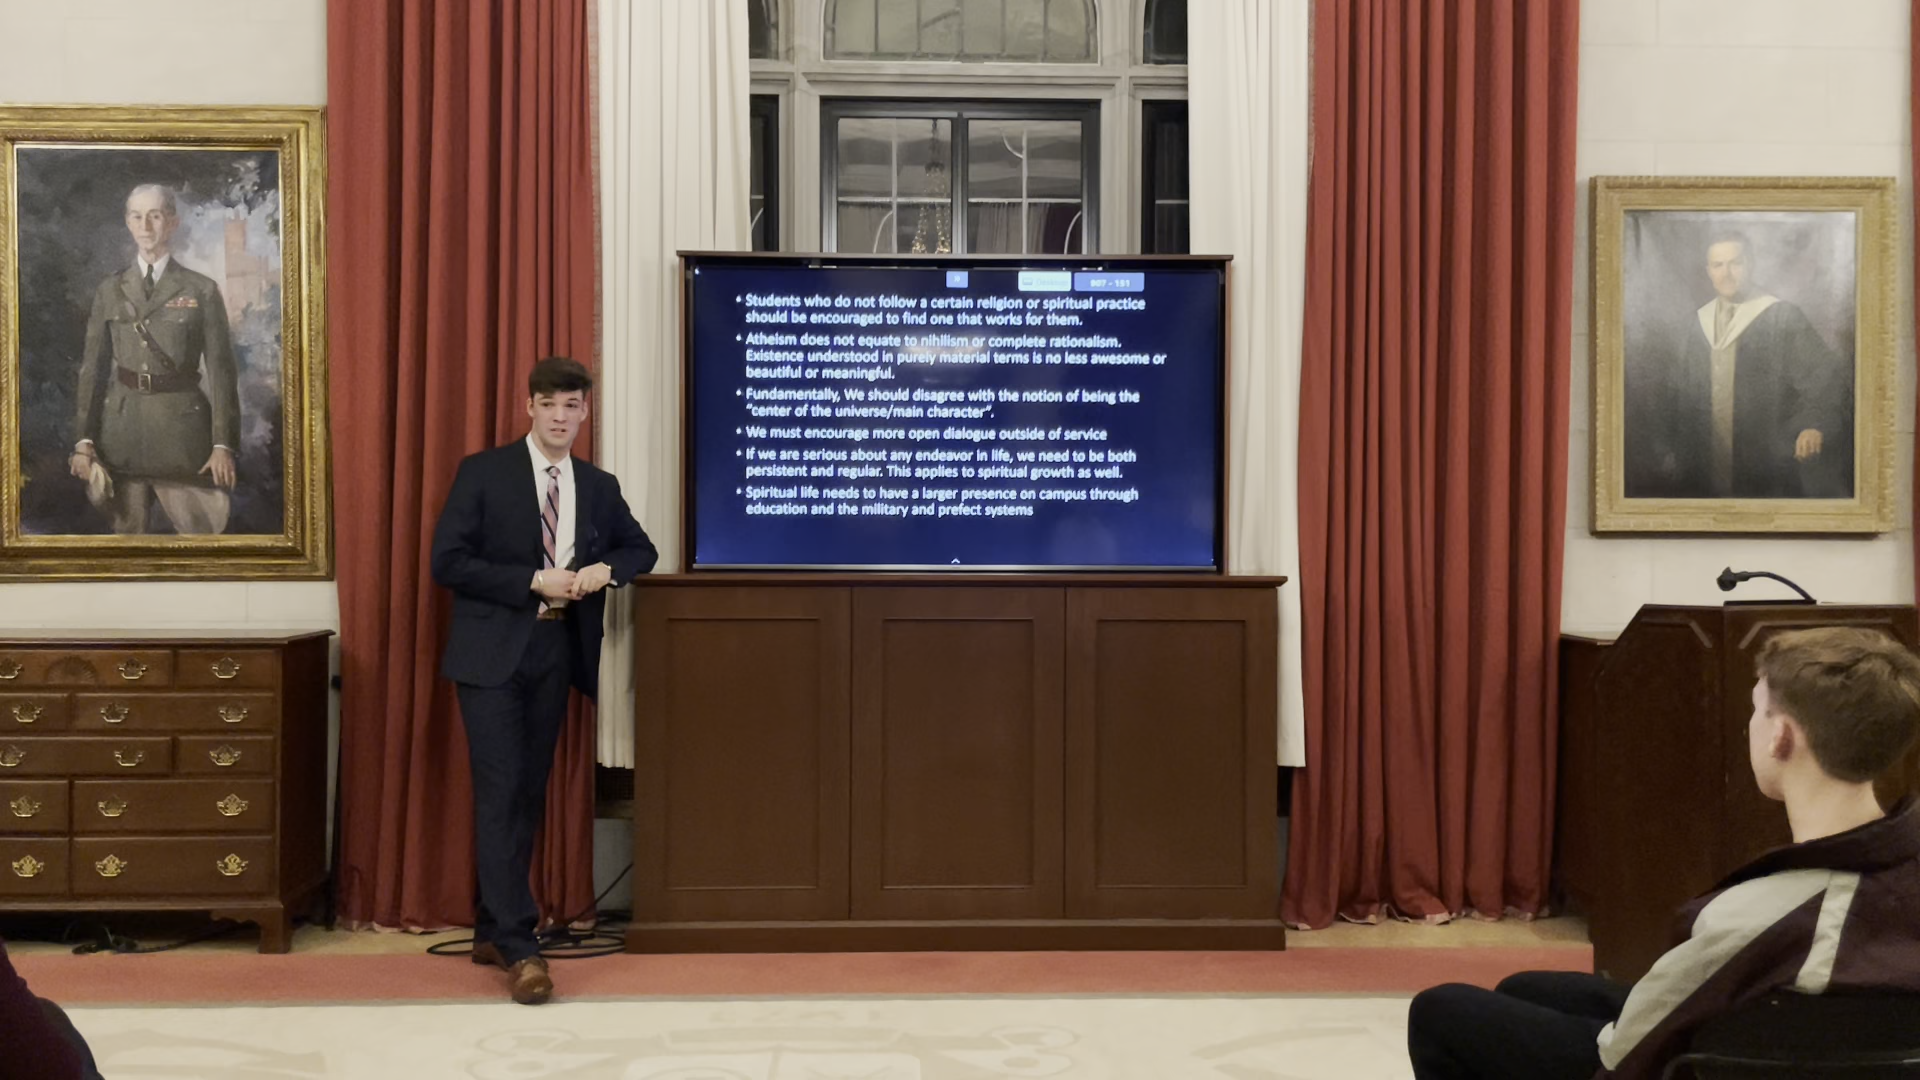 907 - 151
• Students who do not follow a certain religion or spiritual practice
should be encouraged to find one that works for them.
• Atheism does not equate to nihilism or complete rationalism.
Existence understood in purely material terms is no less awesome or
beautiful or meaningful.
• Fundamentally, We should disagree with the notion of being the
"center of the universe/main character".
• We must encourage more open dialogue outside of service
• If we are serious about any endeavor in life, we need to be both
persistent and regular. This applies to spiritual growth as well.
• Spiritual life needs to have a larger presence on campus through
education and the military and prefect systems